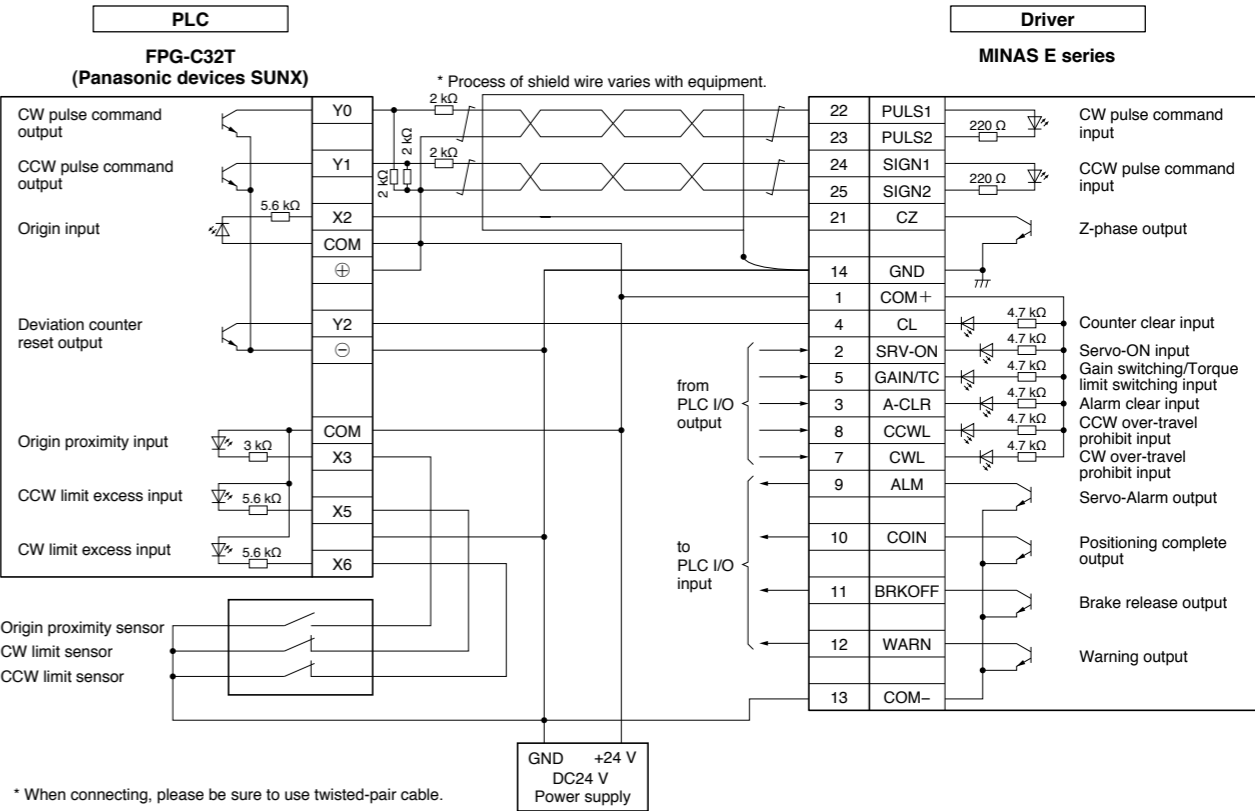 PLC
Driver
FPG-C32T
(Panasonic devices SUNX)
MINAS E series
* Process of shield wire varies with equipment.
CW pulse command
output
Y0
2 kΩ
22 PULS1
CW pulse command
input
23 PULS2
220 Ω
2 kΩ
CCW pulse command
output
Y1
2 kΩ
24 SIGN1
CCW pulse command
input
2 kΩ
25 SIGN2
220 Ω
Origin input
5.6 kΩ
X2
21 CZ
Z-phase output
COM
⊕
14 GND
1 COM+
Deviation counter
reset output
Y2
4 CL
4.7 kΩ
Counter clear input
⊖
2 SRV-ON
4.7 kΩ
Servo-ON input
from
PLC I/O
output
5 GAIN/TC
4.7 kΩ
Gain switching/Torque
limit switching input
3 A-CLR
4.7 kΩ
Alarm clear input
Origin proximity input
COM
8 CCWL
4.7 kΩ
CCW over-travel
prohibit input
3 kΩ
X3
7 CWL
4.7 kΩ
CW over-travel
prohibit input
9 ALM
Servo-Alarm output
CCW limit excess input
5.6 kΩ
X5
to
PLC I/O
input
10 COIN
Positioning complete
output
CW limit excess input
5.6 kΩ
X6
11 BRKOFF
Brake release output
Origin proximity sensor
CW limit sensor
CCW limit sensor
12 WARN
Warning output
13 COM−
GND +24 V
DC24 V
Power supply
* When connecting, please be sure to use twisted-pair cable.